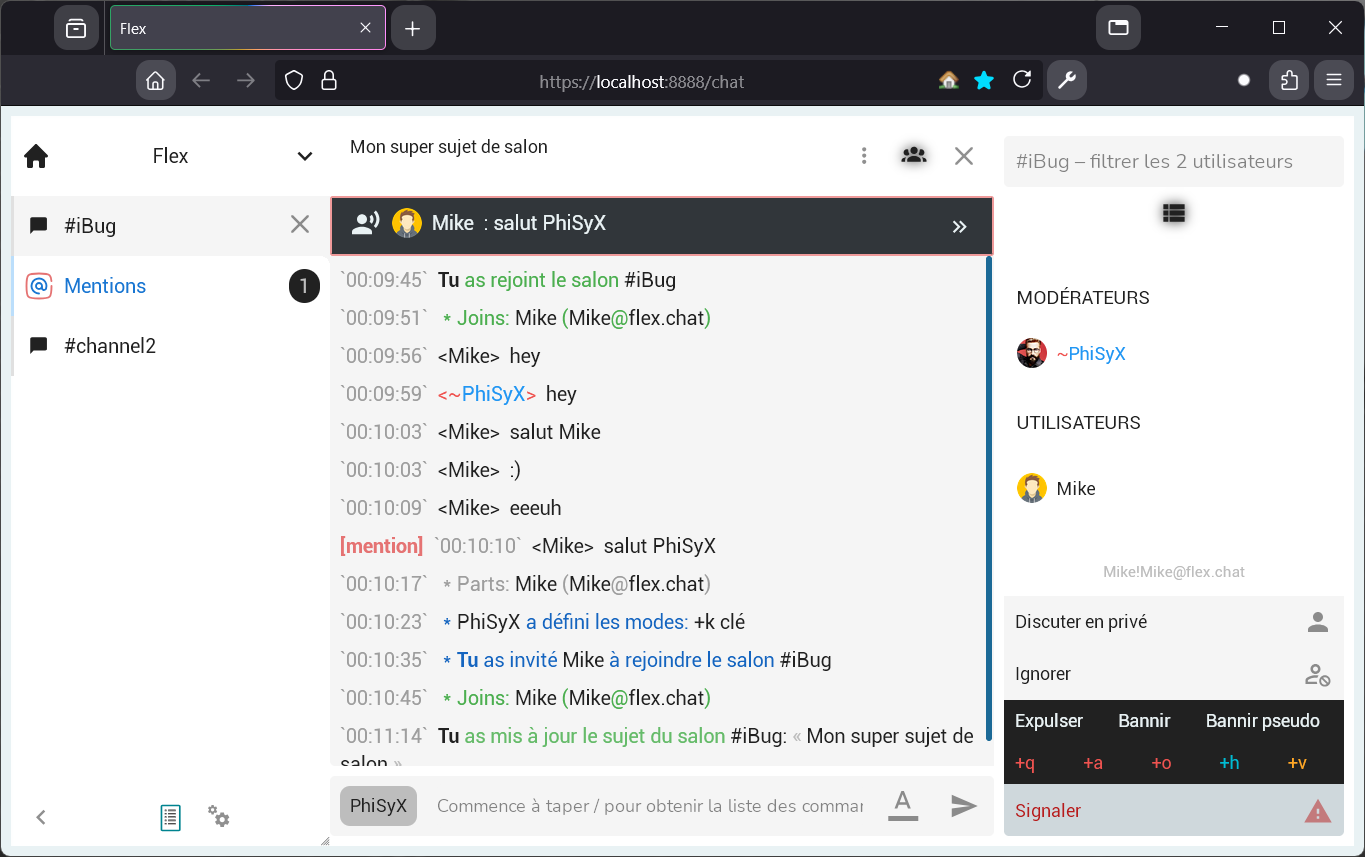 Flex
https://localhost:8888/chat
Flex
#iBug
Mentions
1
#channel2
Mon super sujet de salon
Mike : salut PhiSyX
`00:09:45` Tu as rejoint le salon #iBug
`00:09:51` * Joins: Mike (Mike@flex.chat)
`00:09:56` <Mike> hey
`00:09:59` <~PhiSyX> hey
`00:10:03` <Mike> salut Mike
`00:10:03` <Mike> :)
`00:10:09` <Mike> eeeuh
[mention] `00:10:10` <Mike> salut PhiSyX
`00:10:17` * Parts: Mike (Mike@flex.chat)
`00:10:23` * PhiSyX a défini les modes: +k clé
`00:10:35` * Tu as invité Mike à rejoindre le salon #iBug
`00:10:45` * Joins: Mike (Mike@flex.chat)
`00:11:14` Tu as mis à jour le sujet du salon #iBug: « Mon super sujet de
salon »
PhiSyX
Commence à taper / pour obtenir la liste des comman
A
#iBug – filtrer les 2 utilisateurs
MODÉRATEURS
~PhiSyX
UTILISATEURS
Mike
Mike!Mike@flex.chat
Discuter en privé
Ignorer
Expulser Bannir Bannir pseudo
+q +a +o +h +v
Signaler